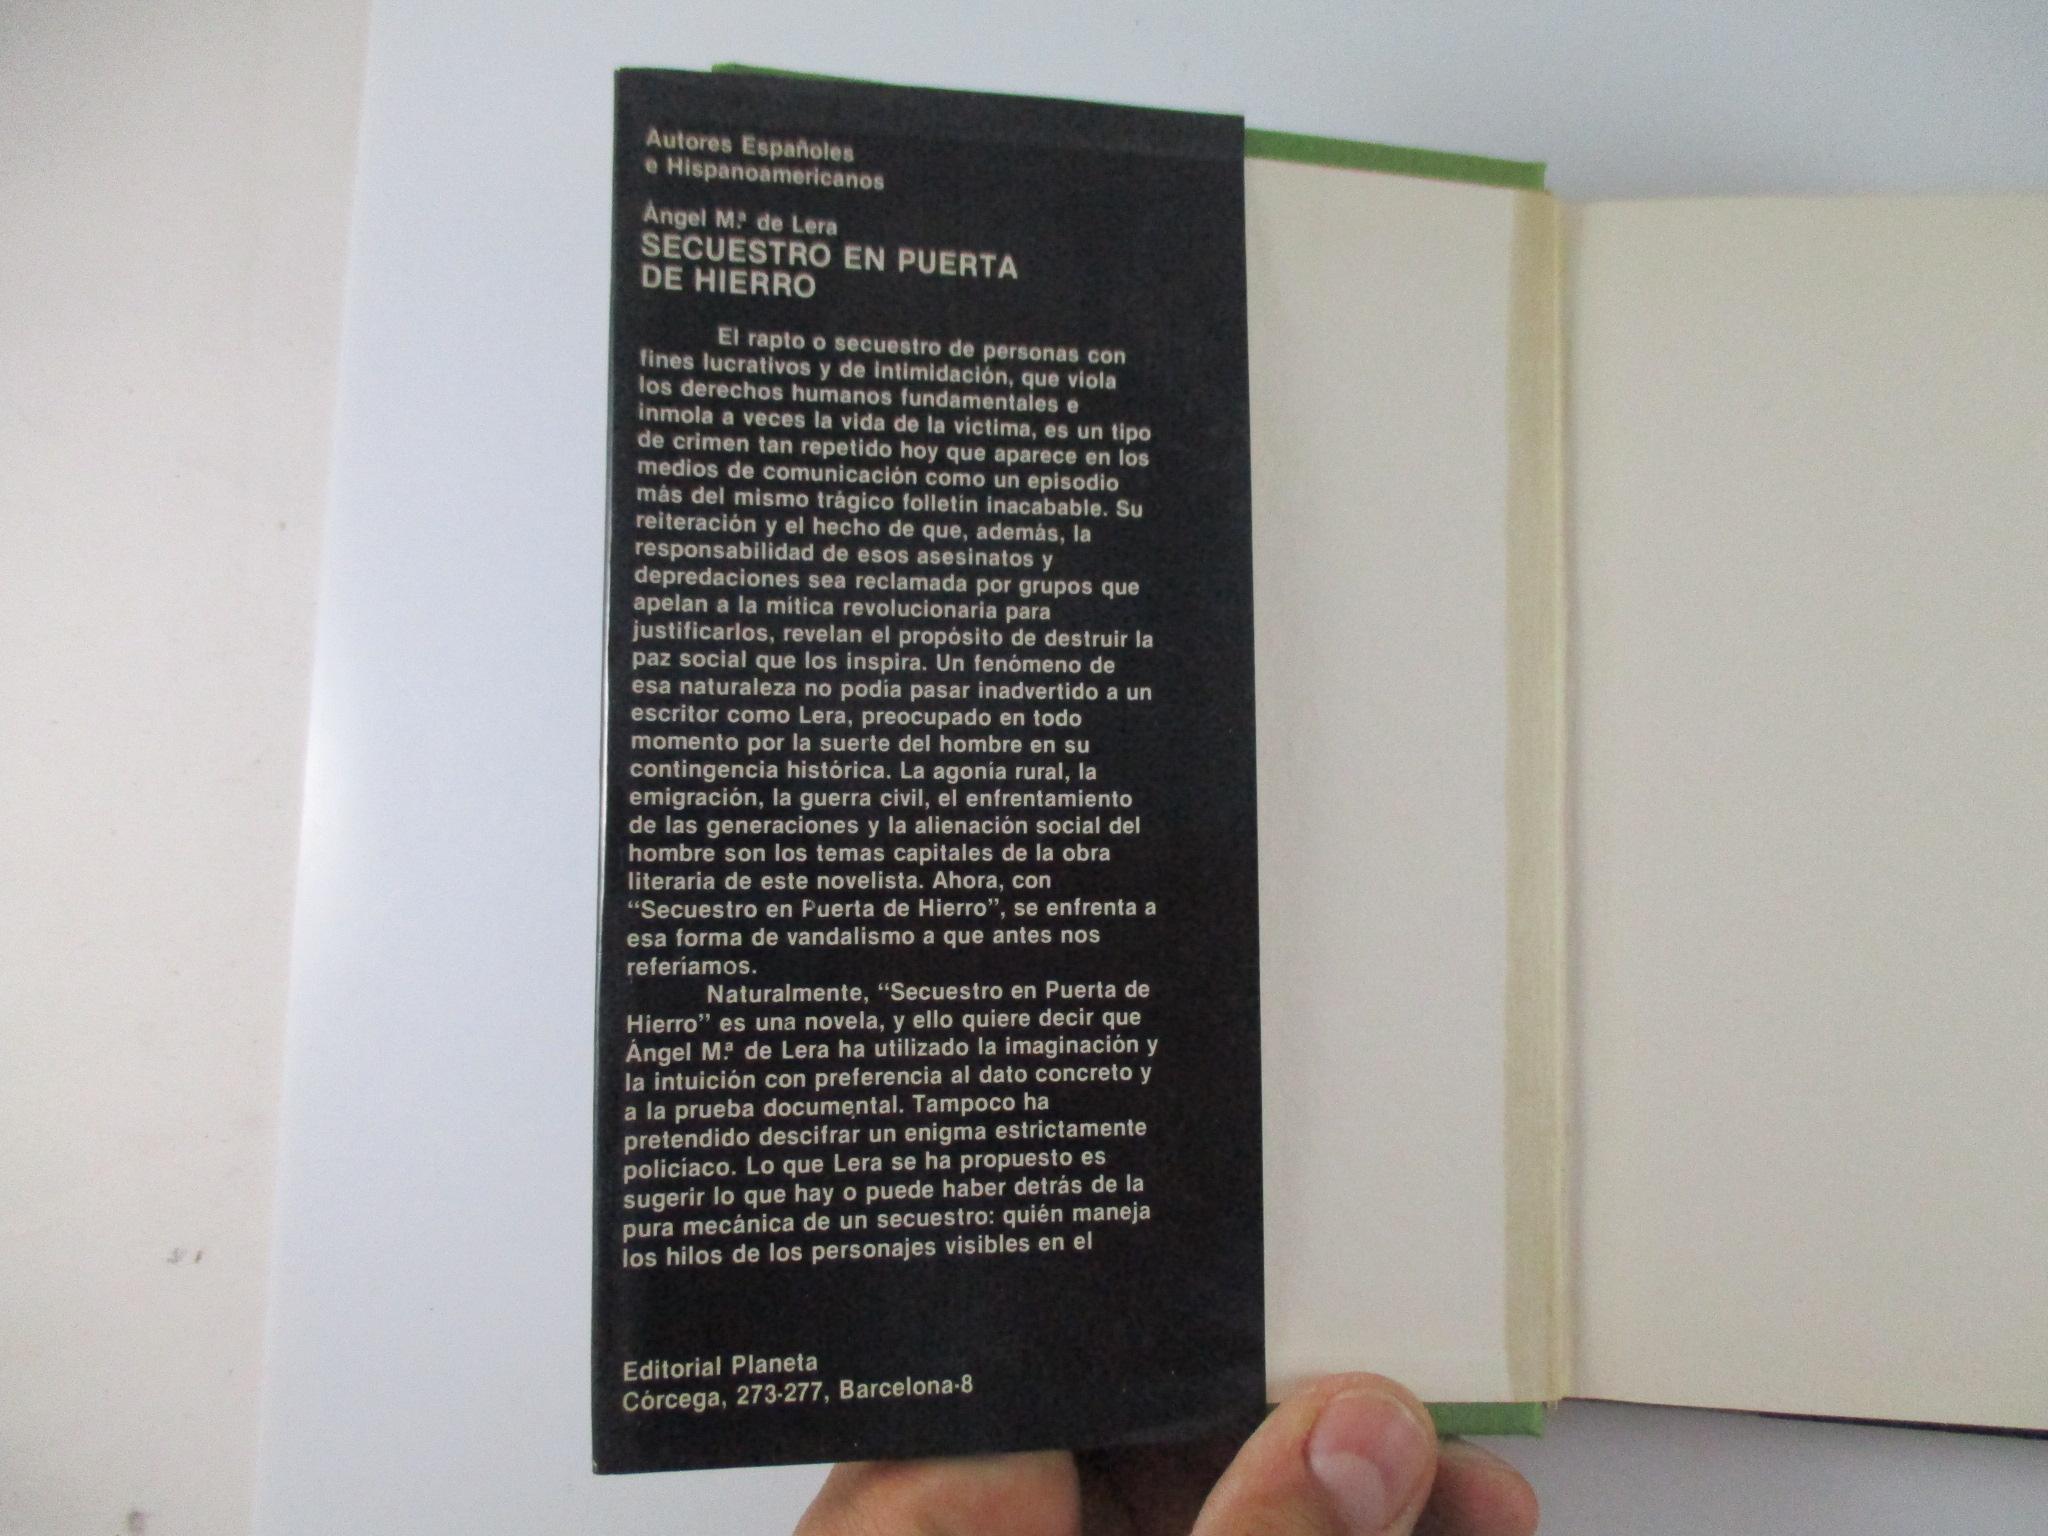 Autores Españoles
e Hispanoamericanos
Ángel M.ª de Lera
SECUESTRO EN PUERTA
DE HIERRO
El rapto o secuestro de personas con
fines lucrativos y de intimidación, que viola
los derechos humanos fundamentales e
inmola a veces la vida de la víctima, es un tipo
de crimen tan repetido hoy que aparece en los
medios de comunicación como un episodio
más del mismo trágico folletín inacabable. Su
reiteración y el hecho de que, además, la
responsabilidad de esos asesinatos y
depredaciones sea reclamada por grupos que
apelan a la mítica revolucionaria para
justificarlos, revelan el propósito de destruir la
paz social que los inspira. Un fenómeno de
esa naturaleza no podía pasar inadvertido a un
escritor como Lera, preocupado en todo
momento por la suerte del hombre en su
contingencia histórica. La agonía rural, la
emigración, la guerra civil, el enfrentamiento
de las generaciones y la alienación social del
hombre son los temas capitales de la obra
literaria de este novelista. Ahora, con
“Secuestro en Puerta de Hierro”, se enfrenta a
esa forma de vandalismo a que antes nos
referíamos.
Naturalmente, “Secuestro en Puerta de
Hierro” es una novela, y ello quiere decir que
Ángel M.ª de Lera ha utilizado la imaginación y
la intuición con preferencia al dato concreto y
a la prueba documental. Tampoco ha
pretendido descifrar un enigma estrictamente
policíaco. Lo que Lera se ha propuesto es
sugerir lo que hay o puede haber detrás de la
pura mecánica de un secuestro: quién maneja
los hilos de los personajes visibles en el
Editorial Planeta
Córcega, 273-277, Barcelona-8